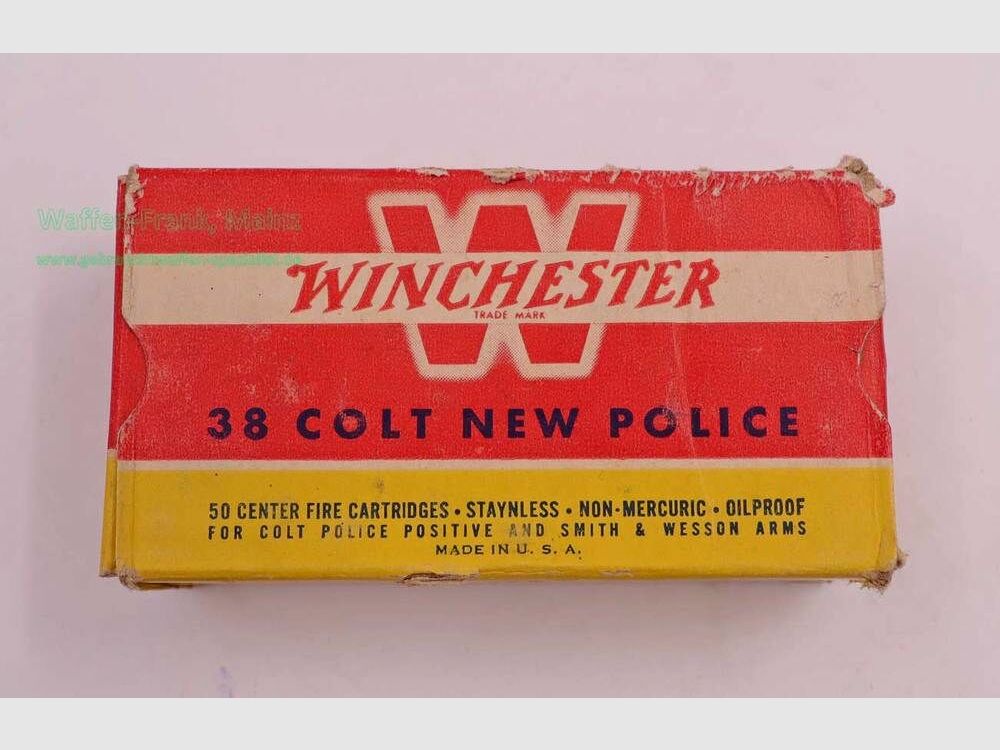 Waffen-Frank, Mainz
WINCHESTER
TRADE MARK
38 COLT NEW POLICE
50 CENTER FIRE CARTRIDGES • STAYNLESS • NON-MERCURIC • OILPROOF
FOR COLT POLICE POSITIVE AND SMITH & WESSON ARMS
MADE IN U. S. A.